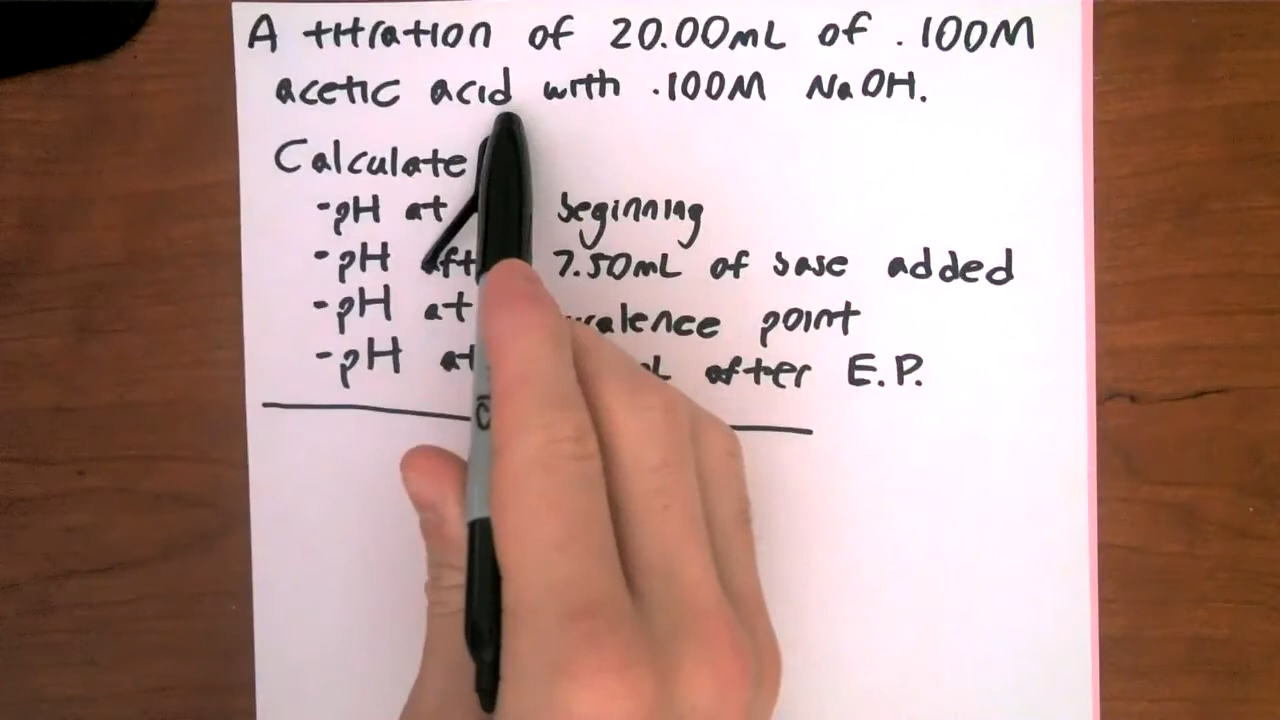 A titration of 20.00mL of .100M
acetic acid with .100M NaOH.
Calculate
-pH at beginning
-pH 7.50mL of base added
-pH at point
-pH after E.P.